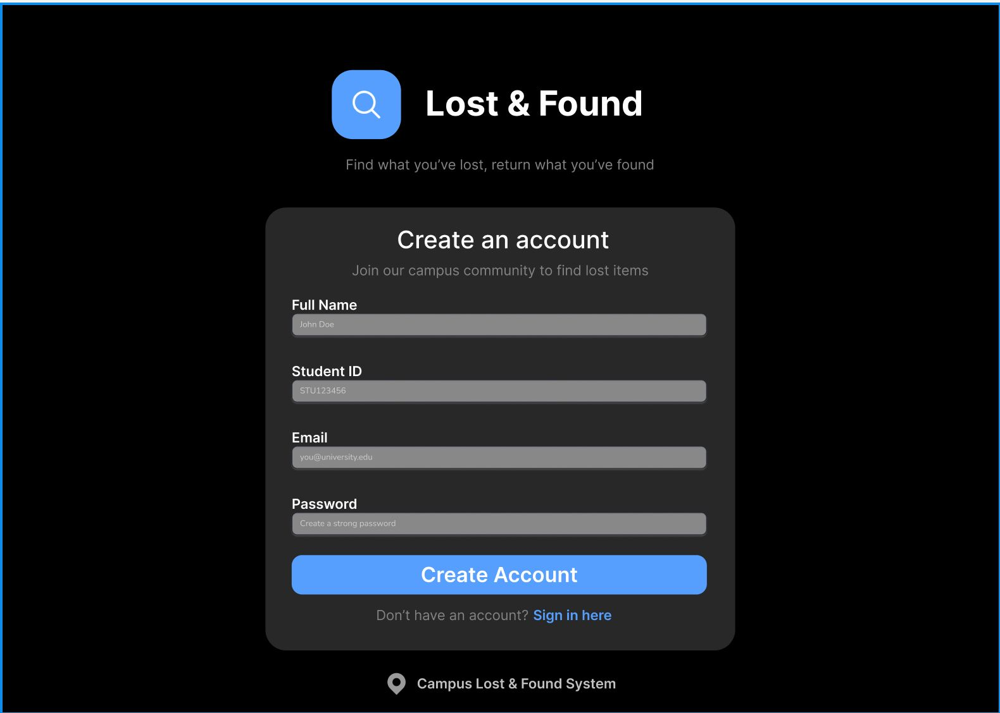 Lost & Found
Find what you’ve lost, return what you’ve found
Create an account
Join our campus community to find lost items
Full Name
John Doe
Student ID
STU123456
Email
you@university.edu
Password
Create a strong password
Create Account
Don’t have an account? Sign in here
Campus Lost & Found System